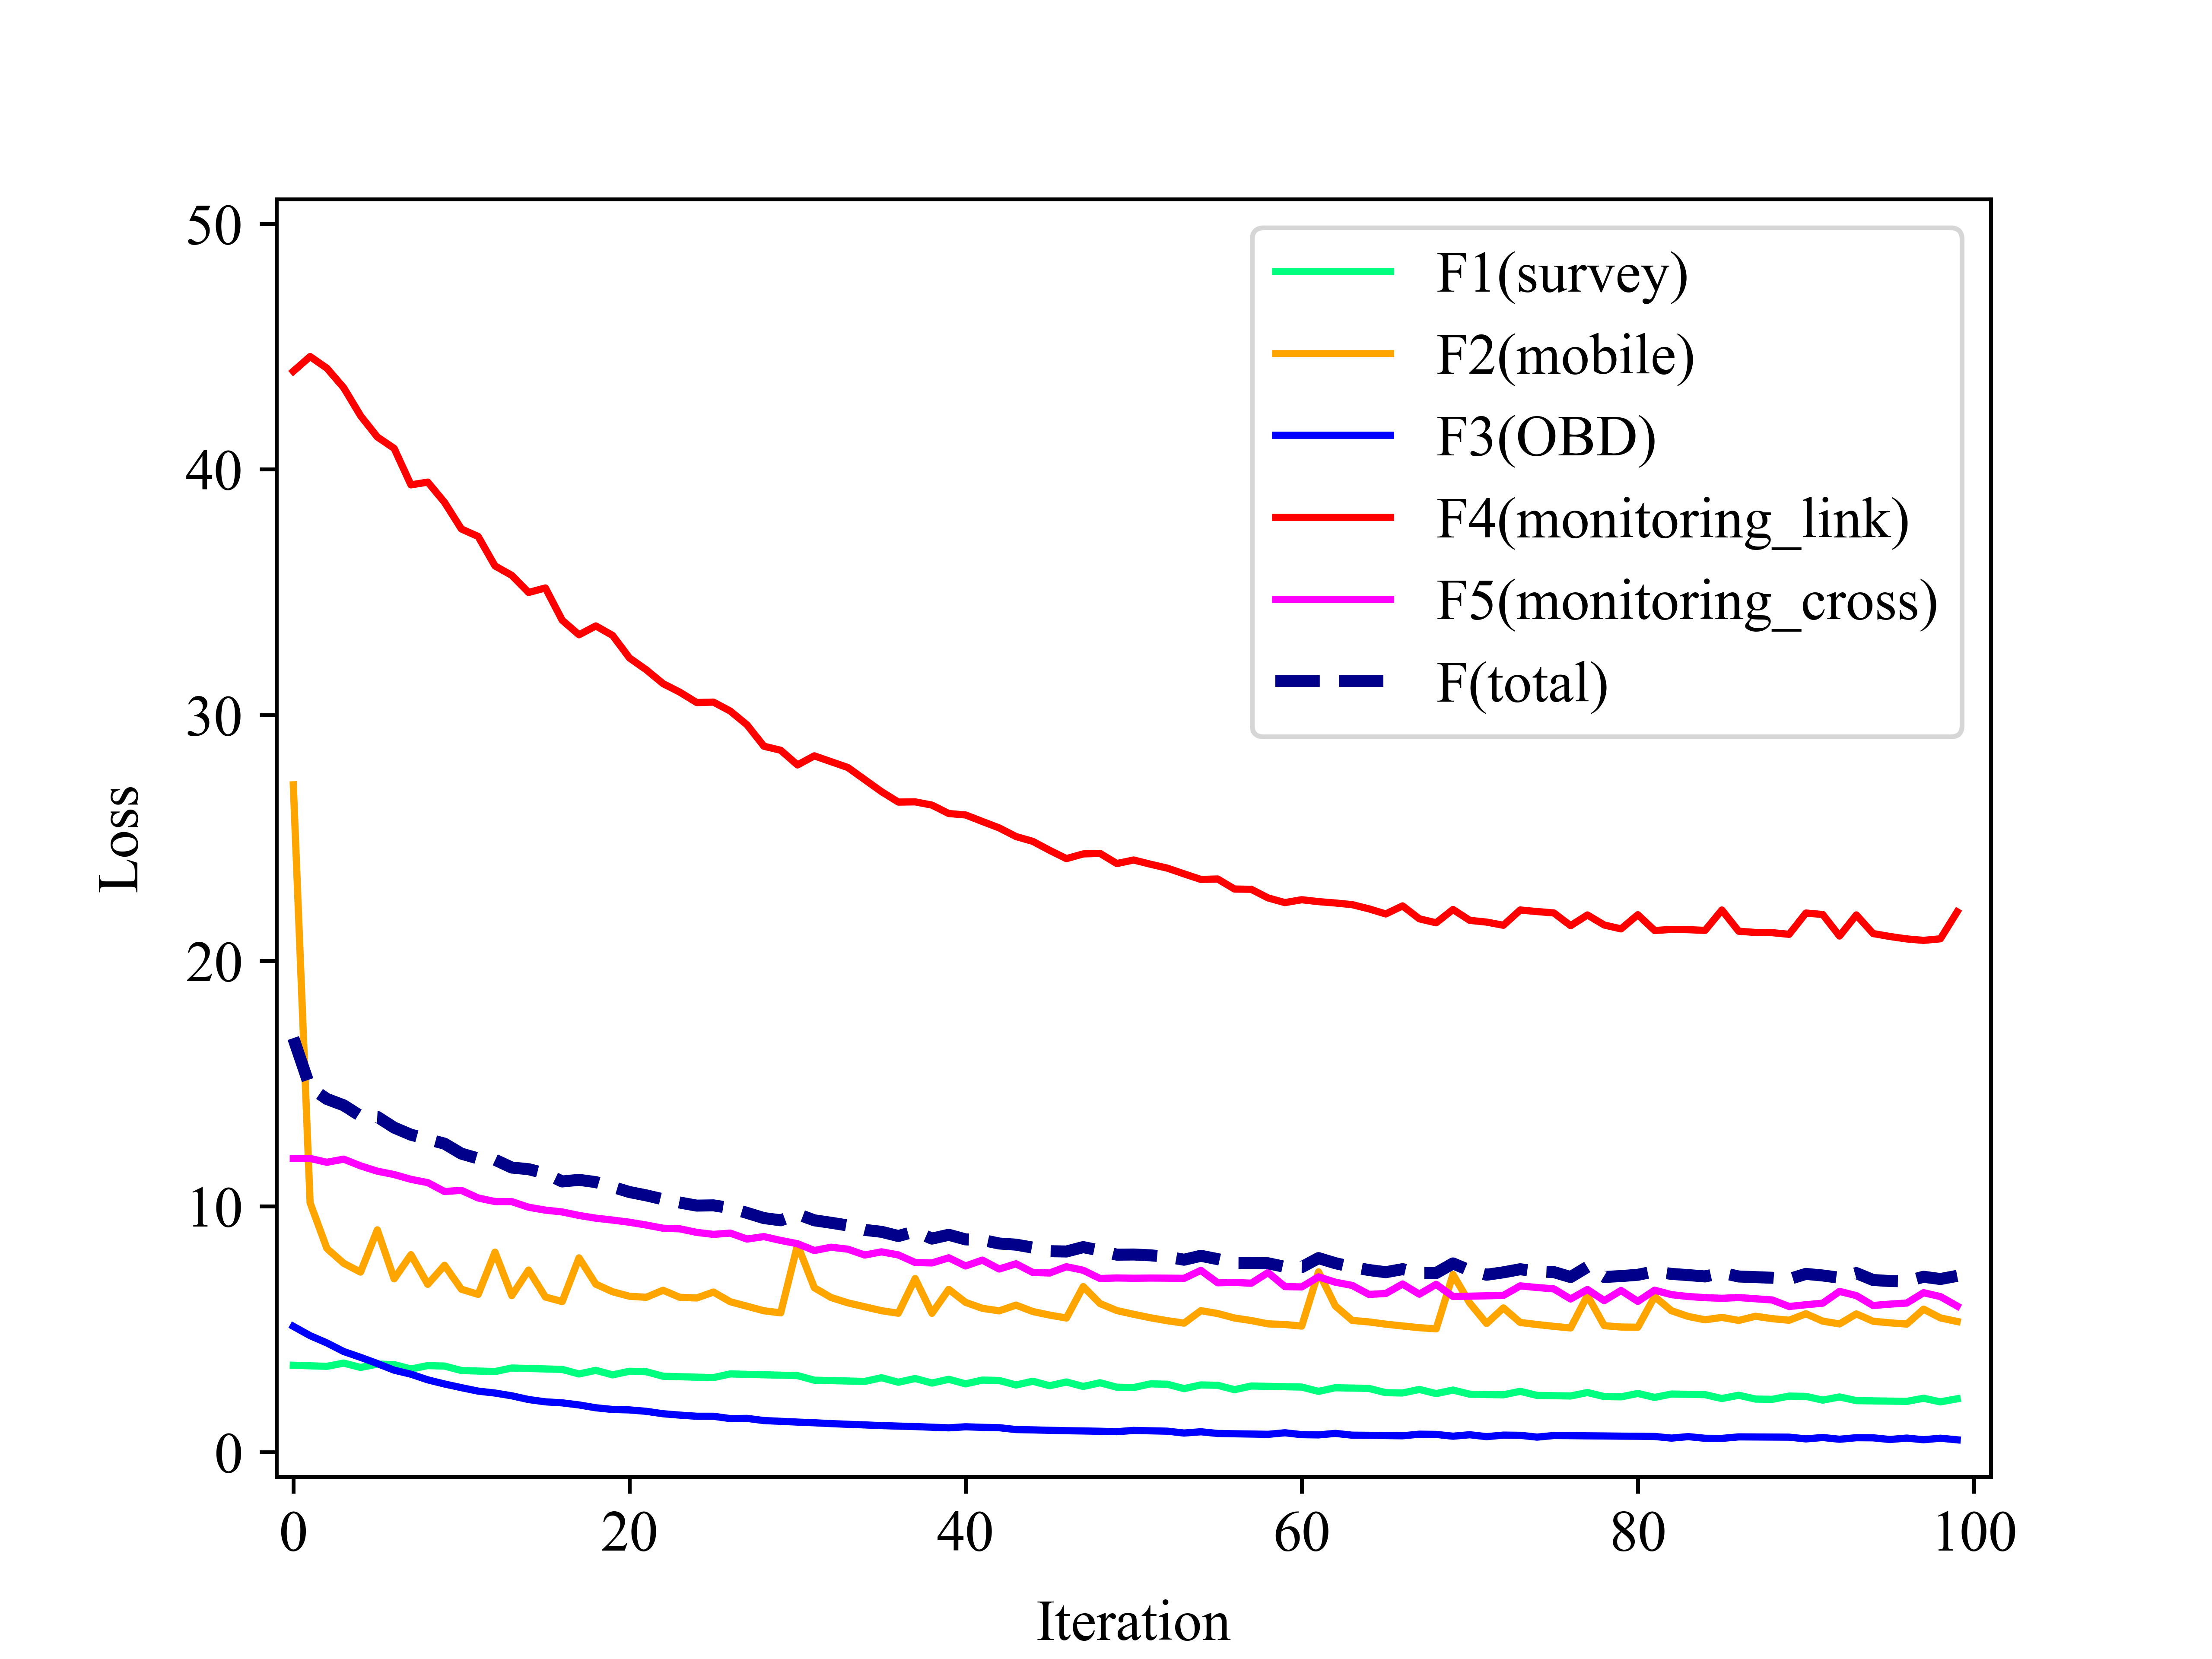 50
40
30
20
10
0
Loss
F1(survey)
F2(mobile)
F3(OBD)
F4(monitoring_link)
F5(monitoring_cross)
F(total)
0 20 40 60 80 100
Iteration